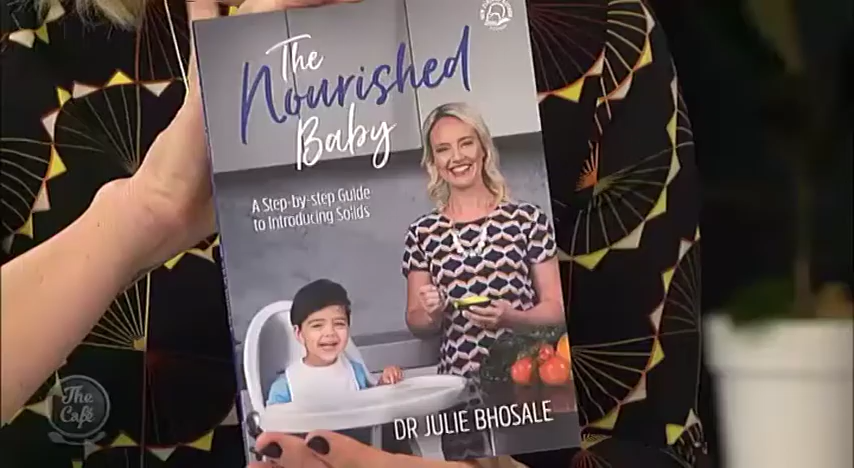 The
Nourished
Baby
A Step-by-step Guide
to Introducing Solids
DR JULIE BHOSALE
The
Café